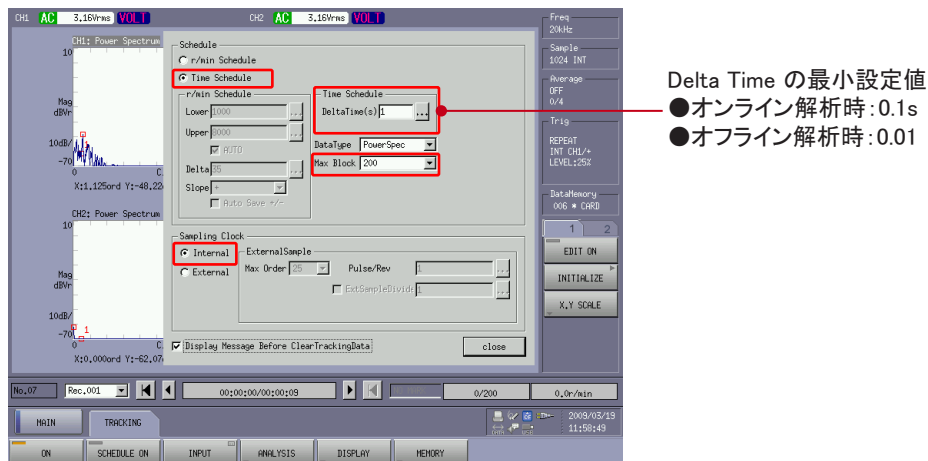 CH1 AC 3.16Vrms VOLT CH2 AC 3.16Vrms VOLT
CH1: Power Spectrum
10
Mag
dBVr
10dB/
-70
0
X:1.125ord Y:-48.22
CH2: Power Spectrum
10
Mag
dBVr
10dB/
-70
1
0
X:0.000ord Y:-62.07
Schedule
r/min Schedule
Time Schedule
r/min Schedule
Lower 1000 ...
Upper 8000 ...
AUTO
Delta 35 ...
Slope +
Auto Save +/-
Time Schedule
DeltaTime(s) 1 ...
DataType PowerSpec
Max Block 200
Sampling Clock
Internal
External
ExternalSample
Max Order 25 Pulse/Rev 1 ...
ExtSampleDivide 1 ...
Display Message Before ClearTrackingData
close
Freq
20kHz
Sample
1024 INT
Average
OFF
0/4
Trig
REPEAT
INT CH1/+
LEVEL:25%
DataMemory
006 * CARD
1 2
EDIT ON
INITIALIZE
X,Y SCALE
Delta Time の最小設定値
●オンライン解析時:0.1s
●オフライン解析時:0.01
No.07 Rec.001 00:00:00/00:00:09 0/200 0.0r/min
MAIN TRACKING 2009/03/19
11:58:49
ON SCHEDULE ON INPUT ANALYSIS DISPLAY MEMORY